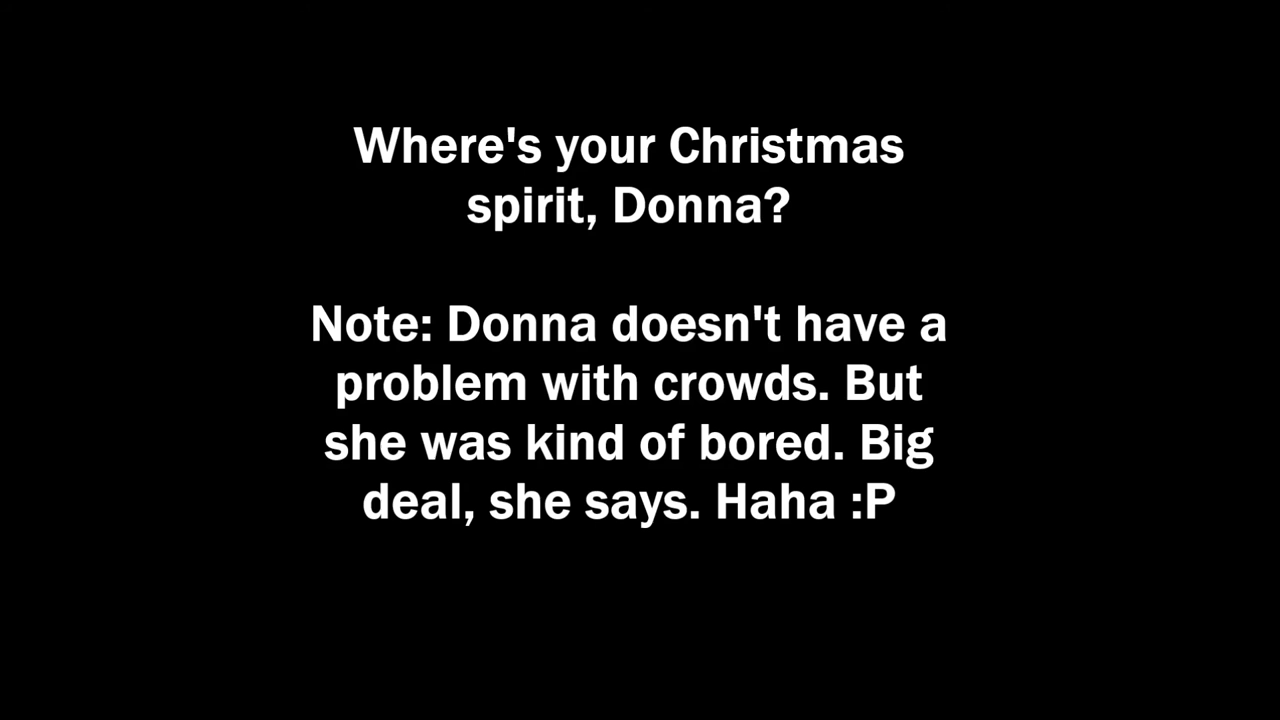 Where's your Christmas
spirit, Donna?
Note: Donna doesn't have a
problem with crowds. But
she was kind of bored. Big
deal, she says. Haha :P